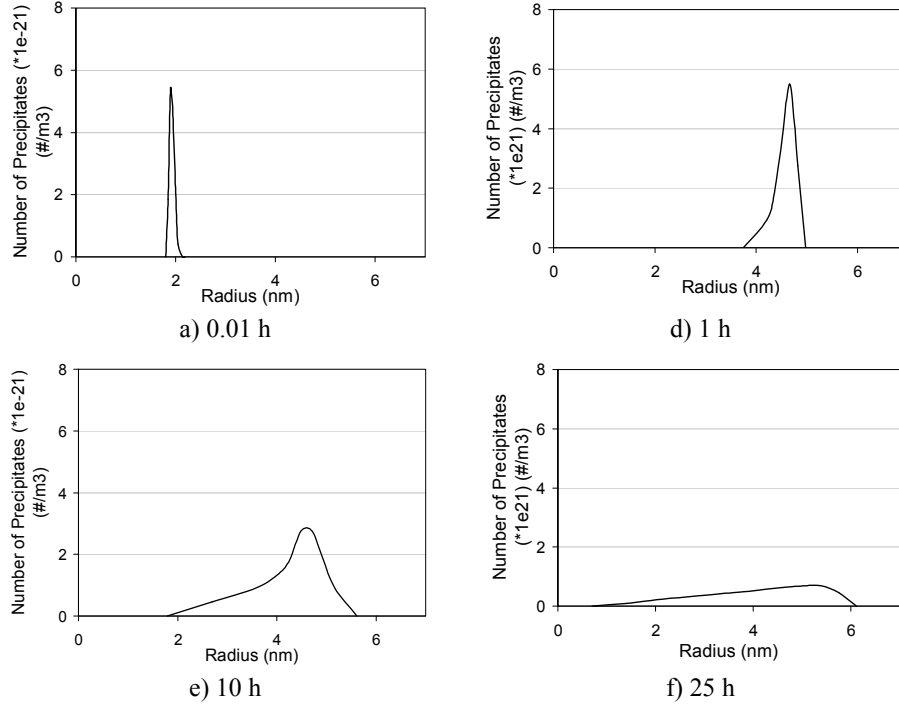 Number of Precipitates (*1e-21)
(#/m3)
8
6
4
2
0
0 2 4 6
Radius (nm)
a) 0.01 h
Number of Precipitates
(*1e21) (#/m3)
8
6
4
2
0
0 2 4 6
Radius (nm)
d) 1 h
Number of Precipitates (*1e-21)
(#/m3)
8
6
4
2
0
0 2 4 6
Radius (nm)
e) 10 h
Number of Precipitates
(*1e21) (#/m3)
8
6
4
2
0
0 2 4 6
Radius (nm)
f) 25 h